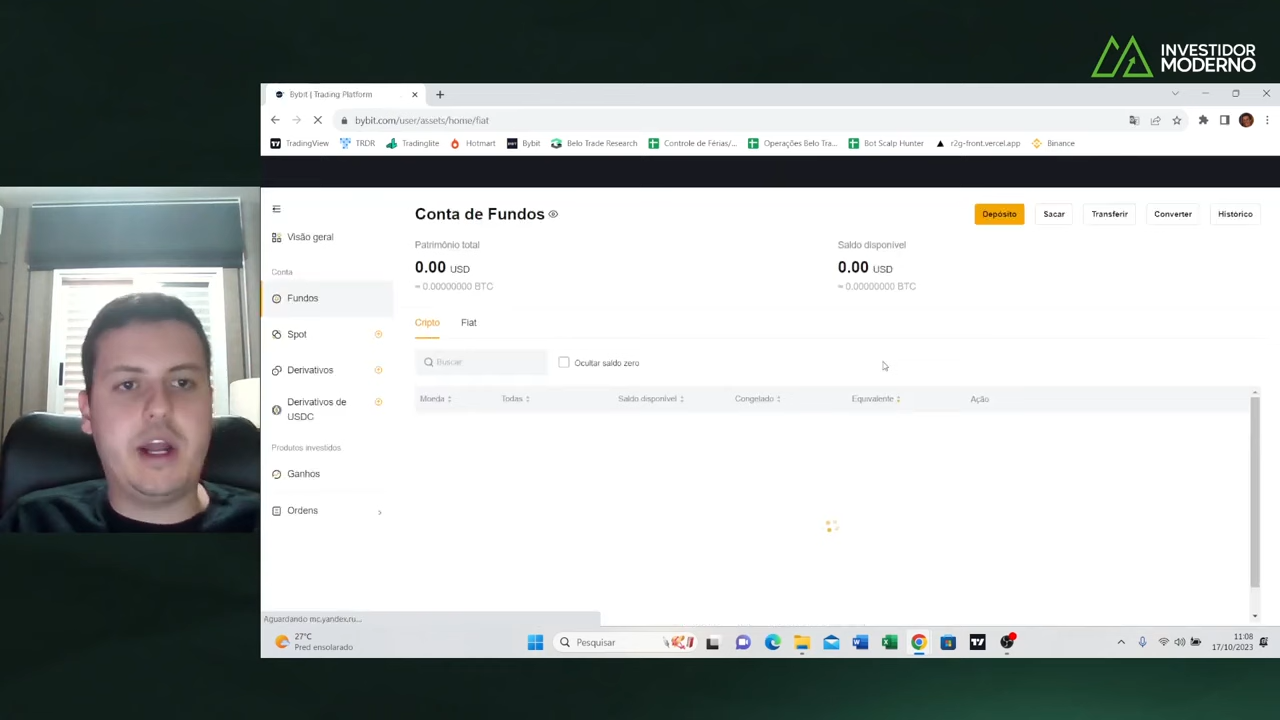 INVESTIDOR
MODERNO
Bybit | Trading Platform
bybit.com/user/assets/home/fiat
TradingView
TRDR
Tradinglite
Hotmart
Bybit
Belo Trade Research
Controle de Férias/...
Operações Belo Tra...
Bot Scalp Hunter
r2g-front.vercel.app
Binance
Visão geral
Conta
Fundos
Spot
Derivativos
Derivativos de
USDC
Produtos investidos
Ganhos
Ordens
Conta de Fundos
Depósito
Sacar
Transferir
Converter
Histórico
Patrimônio total
0.00 USD
≈ 0.00000000 BTC
Saldo disponível
0.00 USD
≈ 0.00000000 BTC
Cripto
Fiat
Buscar
Ocultar saldo zero
Moeda
Todas
Saldo disponível
Congelado
Equivalente
Ação
Aguardando mc.yandex.ru...
27°C
Pred ensolarado
Pesquisar
11:08
17/10/2023